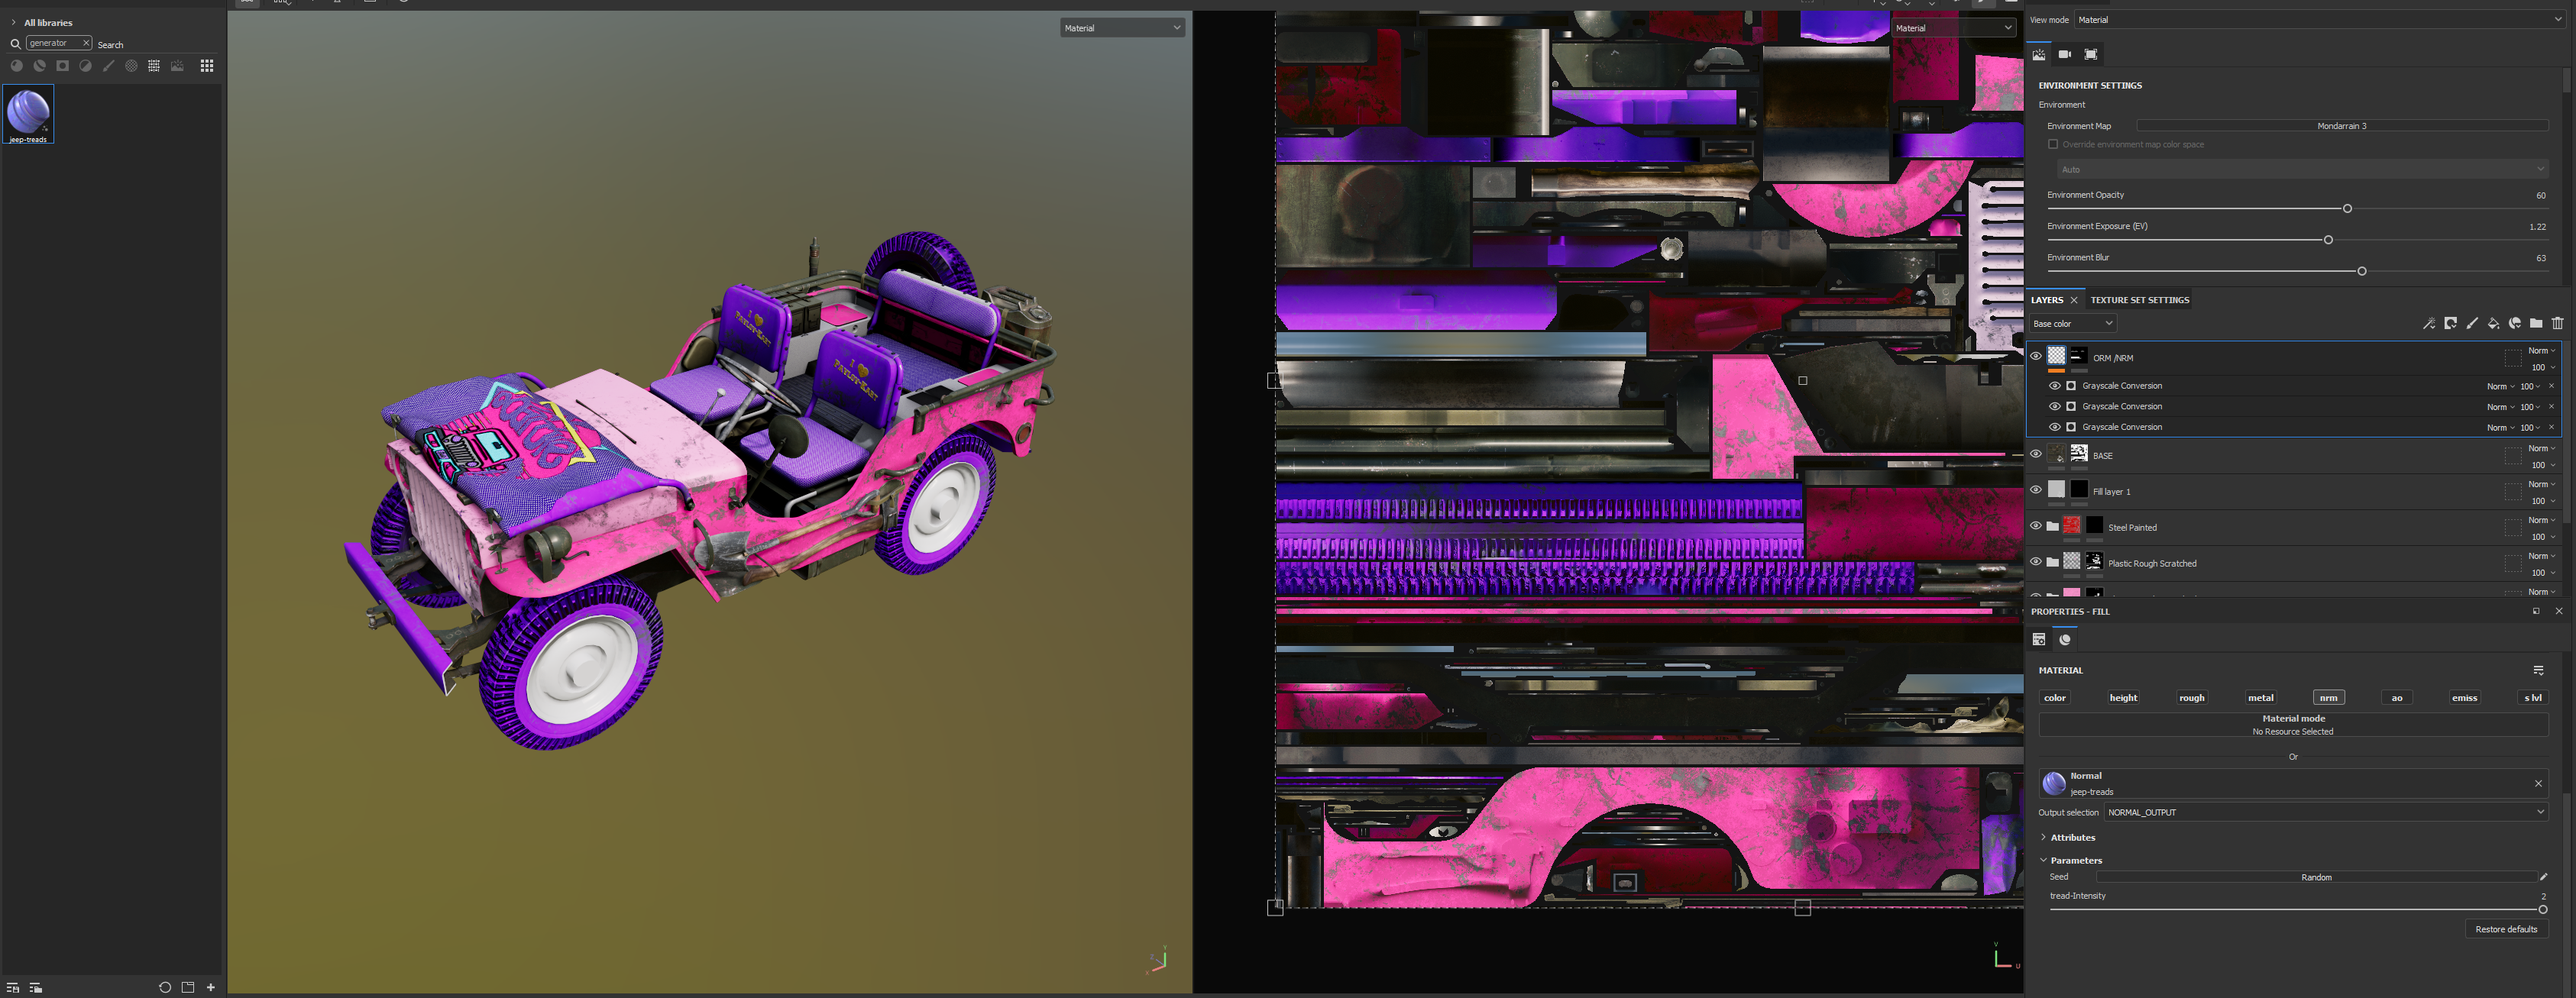 All libraries
generator
Search
jeep-treads
Material
I ❤
PAYLOT-KART
I ❤
PAYLOT-KART
Material
View mode
Material
ENVIRONMENT SETTINGS
Environment
Environment Map
Mondarrain 3
Override environment map color space
Auto
Environment Opacity
60
Environment Exposure (EV)
1.22
Environment Blur
63
LAYERS
TEXTURE SET SETTINGS
Base color
ORM /NRM
Norm
100
Grayscale Conversion
Norm 100
Grayscale Conversion
Norm 100
Grayscale Conversion
Norm 100
BASE
Norm
100
Fill layer 1
Norm
100
Steel Painted
Norm
100
Plastic Rough Scratched
Norm
100
Norm
PROPERTIES - FILL
MATERIAL
color height rough metal nrm ao emiss s lvl
Material mode
No Resource Selected
Or
Normal
jeep-treads
Output selection
NORMAL_OUTPUT
Attributes
Parameters
Seed
Random
tread-Intensity
2
Restore defaults
Y
Z
X
V
U